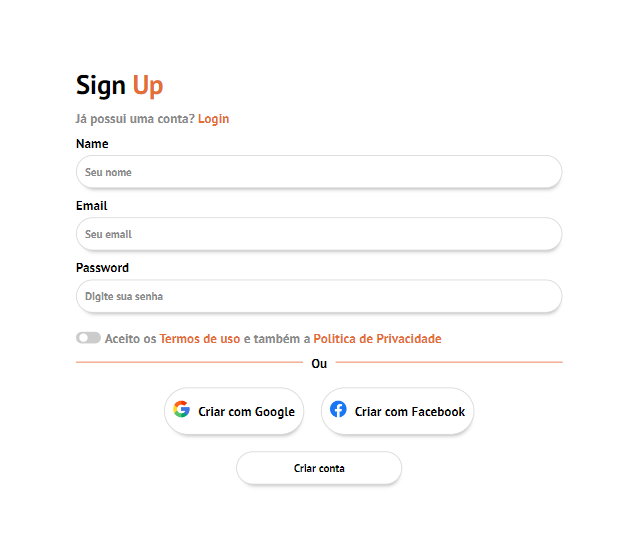 Sign Up
Já possui uma conta? Login
Name
Seu nome
Email
Seu email
Password
Digite sua senha
Aceito os Termos de uso e também a Politica de Privacidade
Ou
Criar com Google
Criar com Facebook
Criar conta